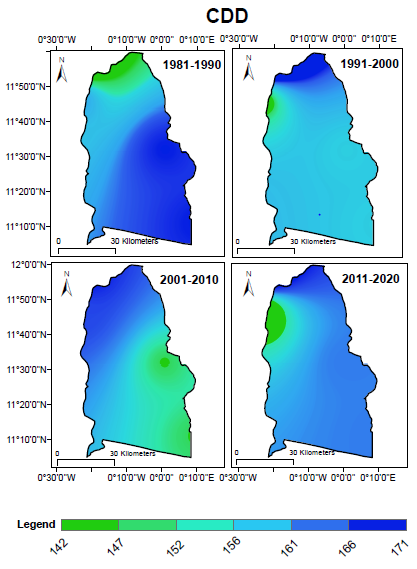 CDD
0°30'0"W 0°10'0"W 0°0'0" 0°10'0"E 0°30'0"W 0°10'0"W 0°0'0" 0°10'0"E
N 1981-1990 N 1991-2000
11°50'0"N
11°40'0"N
11°30'0"N
11°20'0"N
11°10'0"N
0 30 Kilometers 0 30 Kilometers
12°0'0"N
N 2001-2010 N 2011-2020
11°50'0"N
11°40'0"N
11°30'0"N
11°20'0"N
11°10'0"N
0 30 Kilometers 0 30 Kilometers
0°30'0"W 0°10'0"W 0°0'0" 0°10'0"E 0°30'0"W 0°10'0"W 0°0'0" 0°10'0"E
Legend
142 147 152 156 161 166 171